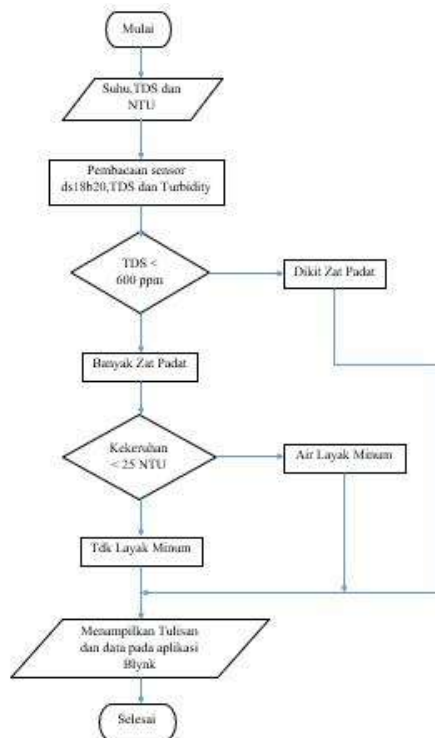 Mulai
Suhu,TDS dan
NTU
Pembacaan sensor
ds18b20,TDS dan Turbidity
TDS <
600 ppm
Dikit Zat Padat
Banyak Zat Padat
Kekeruhan
< 25 NTU
Air Layak Minum
Tdk Layak Minum
Menampilkan Tulisan
dan data pada aplikasi
Blynk
Selesai